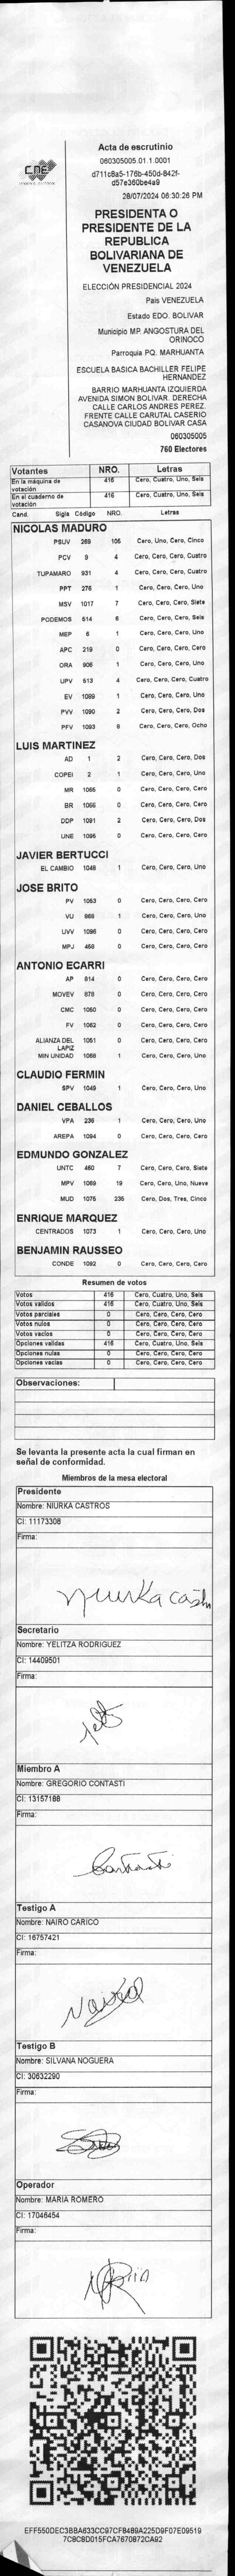 CNE
Acta de escrutinio
060305005.01.1.0001
d711c8a5-176b-450d-842f-
d57e360be4a9
28/07/2024 06:30:26 PM
PRESIDENTA O
PRESIDENTE DE LA
REPUBLICA
BOLIVARIANA DE
VENEZUELA
ELECCIÓN PRESIDENCIAL 2024
Pais VENEZUELA
Estado EDO. BOLIVAR
Municipio MP. ANGOSTURA DEL
ORINOCO
Parroquia PQ. MARHUANTA
ESCUELA BASICA BACHILLER FELIPE
HERNANDEZ
BARRIO MARHUANTA IZQUIERDA
AVENIDA SIMON BOLIVAR. DERECHA
CALLE CARLOS ANDRES PEREZ.
FRENTE CALLE CARUTAL CASERIO
CASANOVA CIUDAD BOLIVAR CASA
060305005
760 Electores
Votantes NRO. Letras
En la máquina de votación 416 Cero, Cuatro, Uno, Seis
En el cuaderno de votación 416 Cero, Cuatro, Uno, Seis
Cand. Sigla Código NRO. Letras
NICOLAS MADURO
PSUV 269 105 Cero, Uno, Cero, Cinco
PCV 9 4 Cero, Cero, Cero, Cuatro
TUPAMARO 931 4 Cero, Cero, Cero, Cuatro
PPT 276 1 Cero, Cero, Cero, Uno
MSV 1017 7 Cero, Cero, Cero, Siete
PODEMOS 514 6 Cero, Cero, Cero, Seis
MEP 6 1 Cero, Cero, Cero, Uno
APC 219 0 Cero, Cero, Cero, Cero
ORA 906 1 Cero, Cero, Cero, Uno
UPV 513 4 Cero, Cero, Cero, Cuatro
EV 1089 1 Cero, Cero, Cero, Uno
PVV 1090 2 Cero, Cero, Cero, Dos
PFV 1093 8 Cero, Cero, Cero, Ocho
LUIS MARTINEZ
AD 1 2 Cero, Cero, Cero, Dos
COPEI 2 1 Cero, Cero, Cero, Uno
MR 1065 0 Cero, Cero, Cero, Cero
BR 1066 0 Cero, Cero, Cero, Cero
DDP 1091 2 Cero, Cero, Cero, Dos
UNE 1095 0 Cero, Cero, Cero, Cero
JAVIER BERTUCCI
EL CAMBIO 1048 1 Cero, Cero, Cero, Uno
JOSE BRITO
PV 1053 0 Cero, Cero, Cero, Cero
VU 868 1 Cero, Cero, Cero, Uno
UVV 1096 0 Cero, Cero, Cero, Cero
MPJ 458 0 Cero, Cero, Cero, Cero
ANTONIO ECARRI
AP 814 0 Cero, Cero, Cero, Cero
MOVEV 878 0 Cero, Cero, Cero, Cero
CMC 1050 0 Cero, Cero, Cero, Cero
FV 1062 0 Cero, Cero, Cero, Cero
ALIANZA DEL LAPIZ 1051 0 Cero, Cero, Cero, Cero
MIN UNIDAD 1068 1 Cero, Cero, Cero, Uno
CLAUDIO FERMIN
SPV 1049 1 Cero, Cero, Cero, Uno
DANIEL CEBALLOS
VPA 236 1 Cero, Cero, Cero, Uno
AREPA 1094 0 Cero, Cero, Cero, Cero
EDMUNDO GONZALEZ
UNTC 460 7 Cero, Cero, Cero, Siete
MPV 1069 19 Cero, Cero, Uno, Nueve
MUD 1075 235 Cero, Dos, Tres, Cinco
ENRIQUE MARQUEZ
CENTRADOS 1073 1 Cero, Cero, Cero, Uno
BENJAMIN RAUSSEO
CONDE 1092 0 Cero, Cero, Cero, Cero
Resumen de votos
Votos 416 Cero, Cuatro, Uno, Seis
Votos validos 416 Cero, Cuatro, Uno, Seis
Votos parciales 0 Cero, Cero, Cero, Cero
Votos nulos 0 Cero, Cero, Cero, Cero
Votos vacios 0 Cero, Cero, Cero, Cero
Opciones validas 416 Cero, Cuatro, Uno, Seis
Opciones nulas 0 Cero, Cero, Cero, Cero
Opciones vacias 0 Cero, Cero, Cero, Cero
Observaciones:
Se levanta la presente acta la cual firman en
señal de conformidad.
Miembros de la mesa electoral
Presidente
Nombre: NIURKA CASTROS
CI: 11173308
Firma:
Niurka Castr
Secretario
Nombre: YELITZA RODRIGUEZ
CI: 14409501
Firma:
Miembro A
Nombre: GREGORIO CONTASTI
CI: 13157188
Firma:
Contasti
Testigo A
Nombre: NAIRO CARICO
CI: 16757421
Firma:
Testigo B
Nombre: SILVANA NOGUERA
CI: 30632290
Firma:
Operador
Nombre: MARIA ROMERO
CI: 17046454
Firma:
EFF550DEC3BBA633CC97CF8489A225D9F07E09519
7C8C8D015FCA7670872CA92